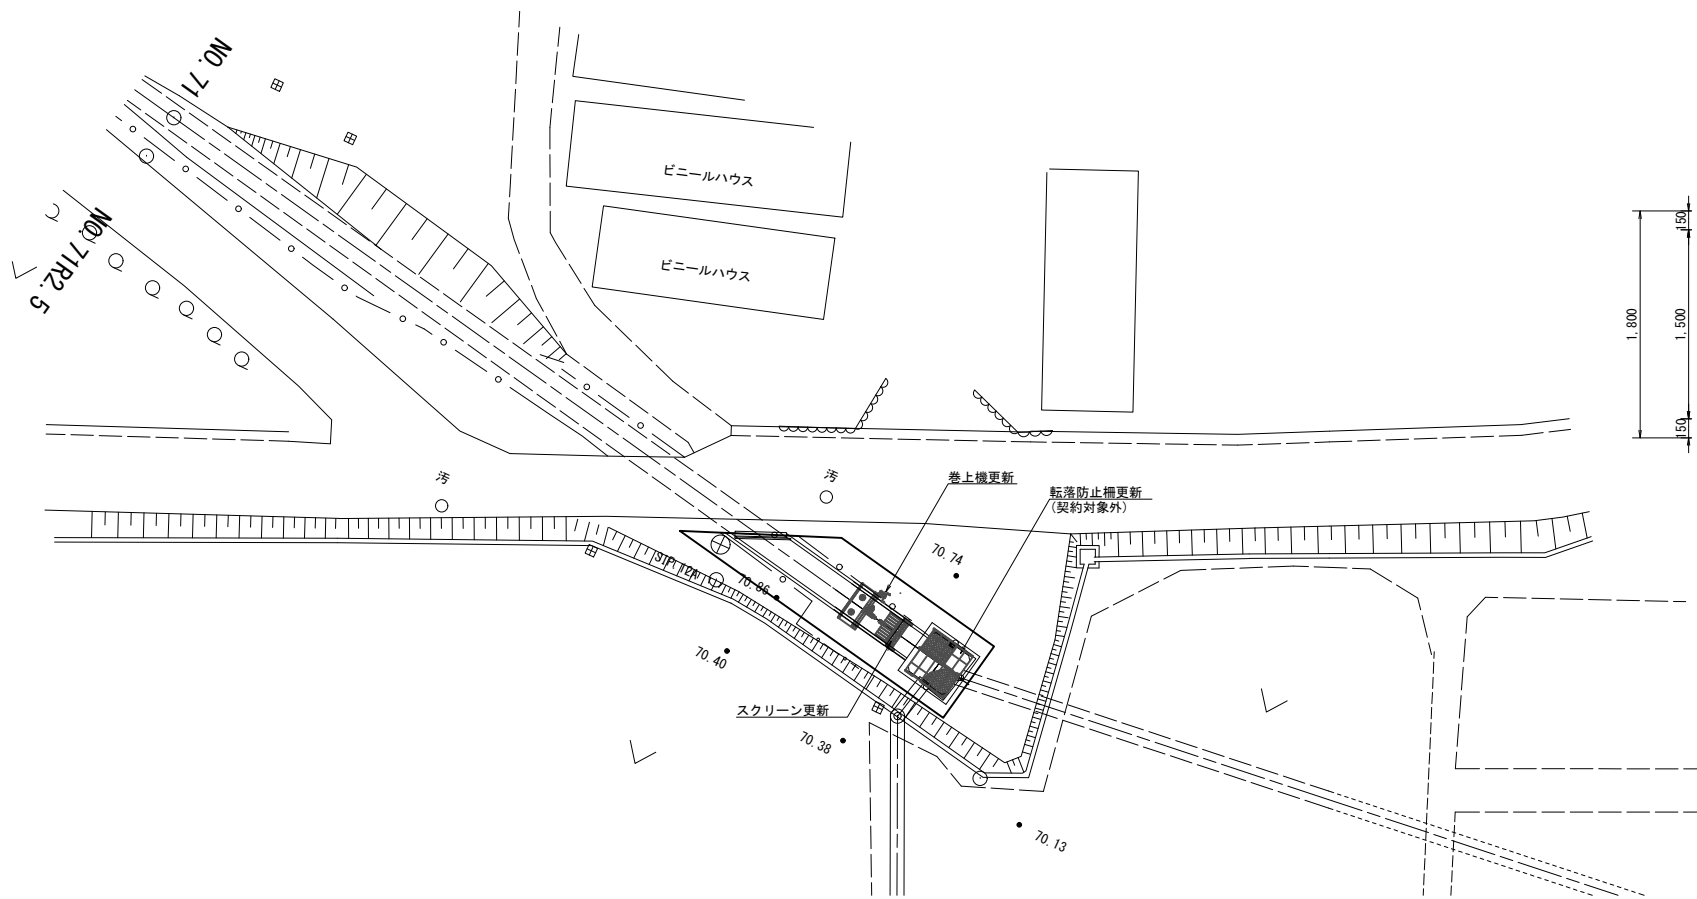 NO. 71
NO. 71R2. 5
ビニールハウス
ビニールハウス
150
1,800
1,500
150
汚
汚
巻上機更新
転落防止柵更新
(契約対象外)
70. 74
70. 86
70. 40
スクリーン更新
70. 38
70. 13